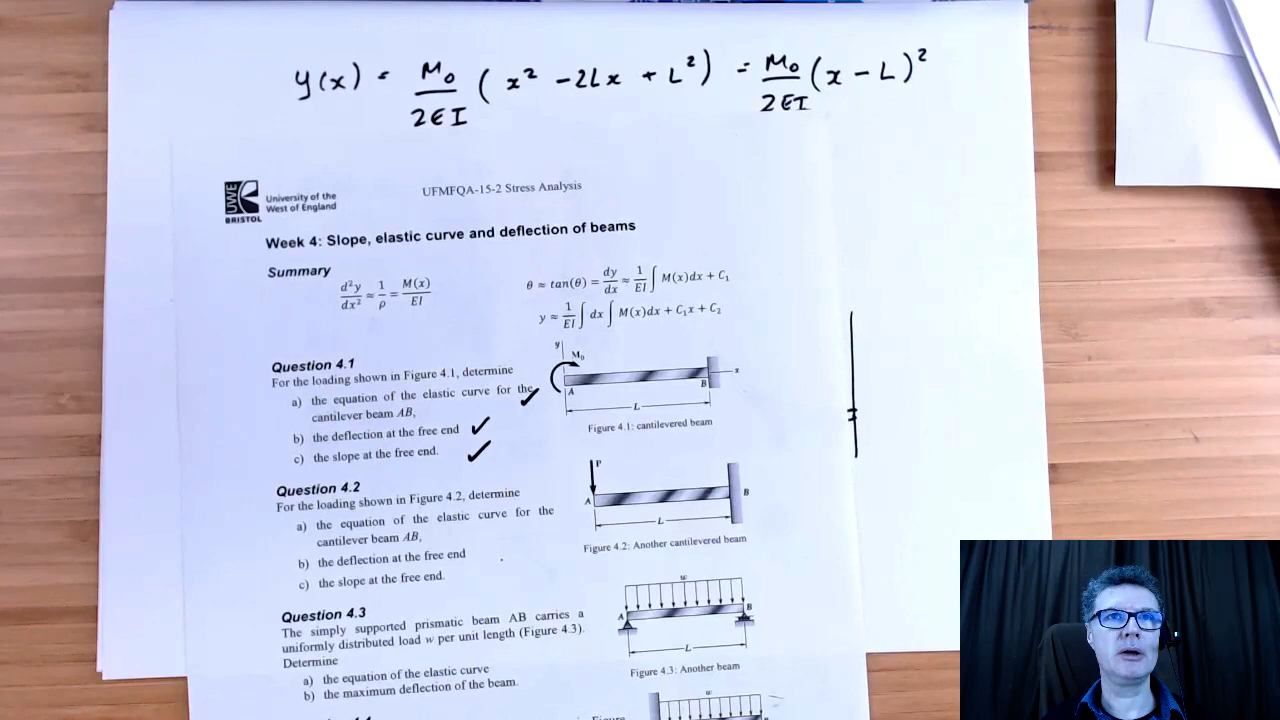 y(x) = M₀/2EI (x² - 2Lx + L²) = M₀/2EI (x - L)²
UWE BRISTOL
University of the
West of England
UFMFQA-15-2 Stress Analysis
Week 4: Slope, elastic curve and deflection of beams
Summary
d²y/dx² ≈ 1/ρ = M(x)/EI
θ ≈ tan(θ) = dy/dx ≈ 1/EI ∫ M(x)dx + C₁
y ≈ 1/EI ∫ dx ∫ M(x)dx + C₁x + C₂
Question 4.1
For the loading shown in Figure 4.1, determine
a) the equation of the elastic curve for the
cantilever beam AB,
b) the deflection at the free end
c) the slope at the free end.
y
M₀
x
A
B
L
Figure 4.1: cantilevered beam
Question 4.2
For the loading shown in Figure 4.2, determine
a) the equation of the elastic curve for the
cantilever beam AB,
b) the deflection at the free end
c) the slope at the free end.
P
A
B
L
Figure 4.2: Another cantilevered beam
Question 4.3
The simply supported prismatic beam AB carries a
uniformly distributed load w per unit length (Figure 4.3).
Determine
a) the equation of the elastic curve
b) the maximum deflection of the beam.
w
A
B
L
Figure 4.3: Another beam
w